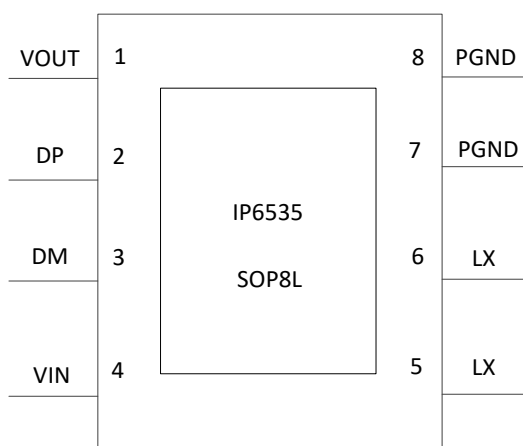 VOUT 1 8 PGND
DP 2 7 PGND
IP6535
DM 3 6 LX
SOP8L
VIN 4 5 LX